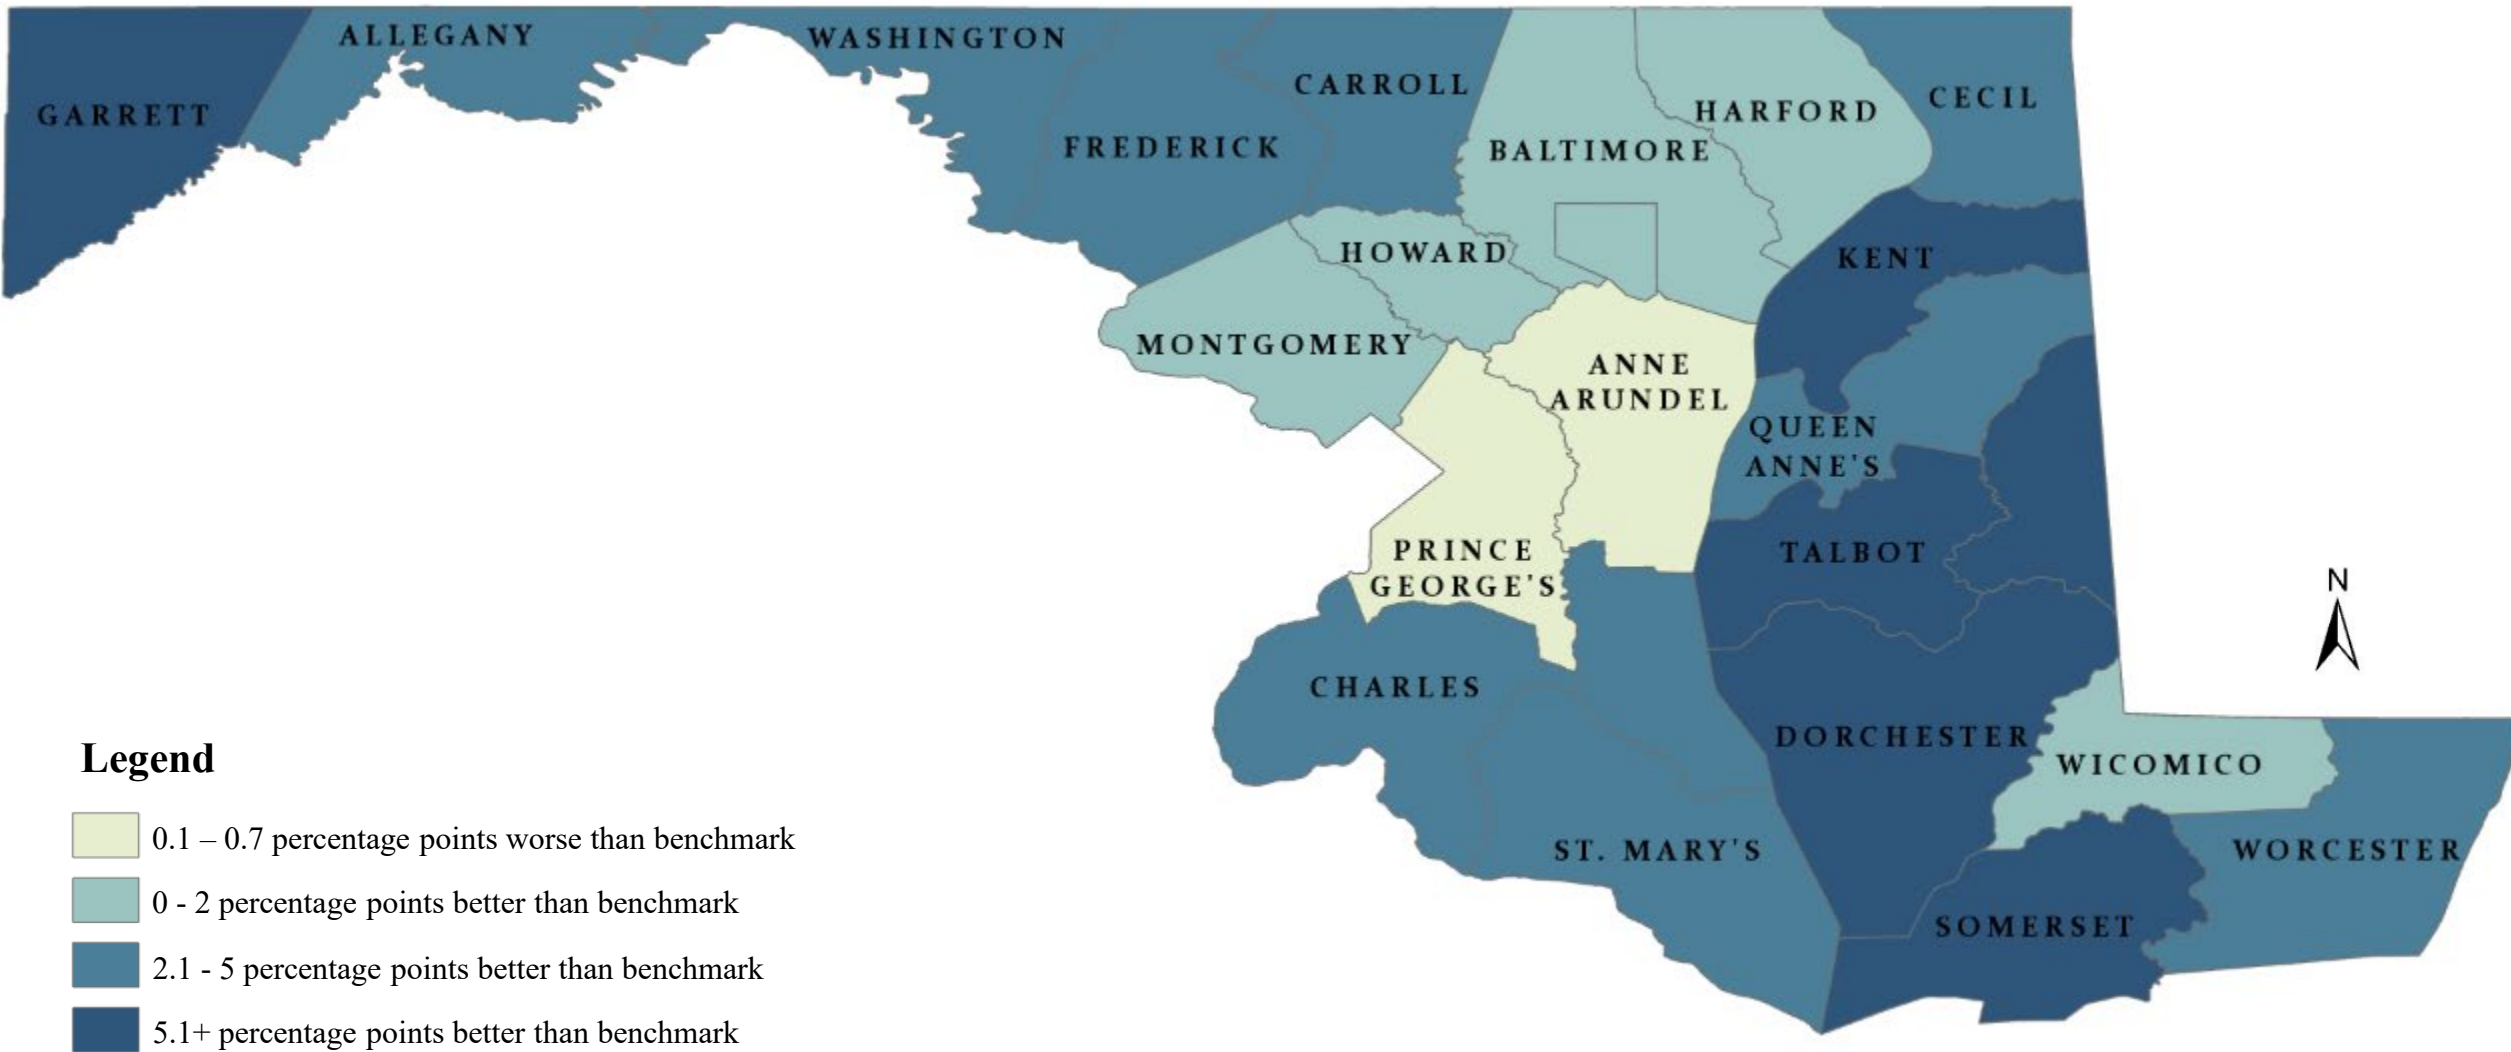 ALLEGANY
WASHINGTON
CARROLL
HARFORD
CECIL
GARRETT
FREDERICK
BALTIMORE
HOWARD
KENT
MONTGOMERY
ANNE
ARUNDEL
QUEEN
ANNE'S
PRINCE
GEORGE'S
TALBOT
N
CHARLES
DORCHESTER
WICOMICO
ST. MARY'S
WORCESTER
SOMERSET
Legend
0.1 – 0.7 percentage points worse than benchmark
0 - 2 percentage points better than benchmark
2.1 - 5 percentage points better than benchmark
5.1+ percentage points better than benchmark